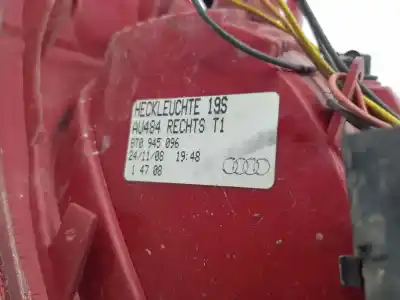 HECKLEUCHTE 19S
AU484 RECHTS T1
8T0 945 096
24/11/08 19:48
1 47 08